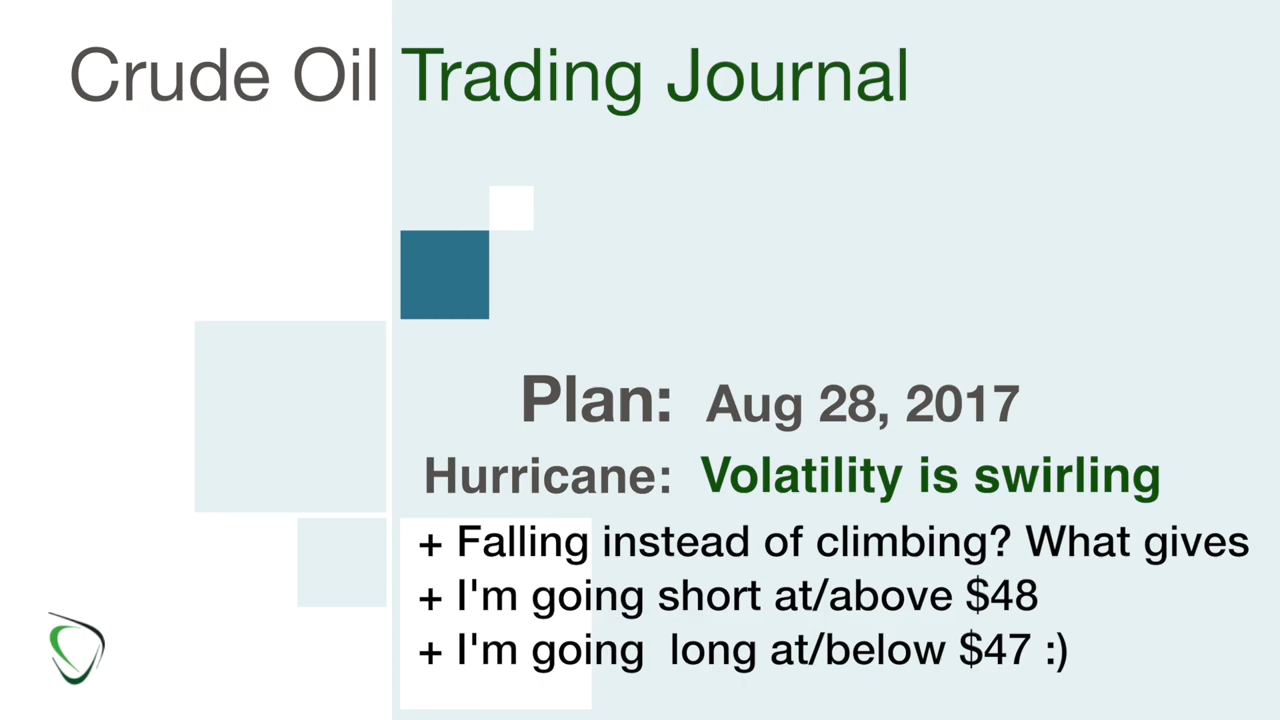 Crude Oil Trading Journal
Plan: Aug 28, 2017
Hurricane: Volatility is swirling
+ Falling instead of climbing? What gives
+ I'm going short at/above $48
+ I'm going  long at/below $47 :)